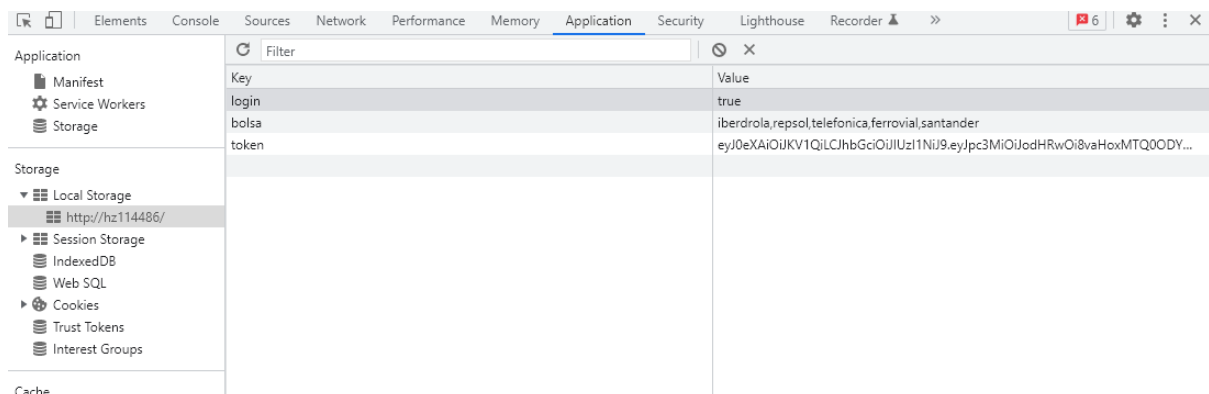 Elements Console Sources Network Performance Memory Application Security Lighthouse Recorder » 6
Application
Manifest
Service Workers
Storage
Storage
Local Storage
http://hz114486/
Session Storage
IndexedDB
Web SQL
Cookies
Trust Tokens
Interest Groups
Cache
Filter
Key Value
login true
bolsa iberdrola,repsol,telefonica,ferrovial,santander
token eyJ0eXAiOiJKV1QiLCJhbGciOiJIUzI1NiJ9.eyJpc3MiOiJodHRwOi8vaHoxMTQ0ODY...